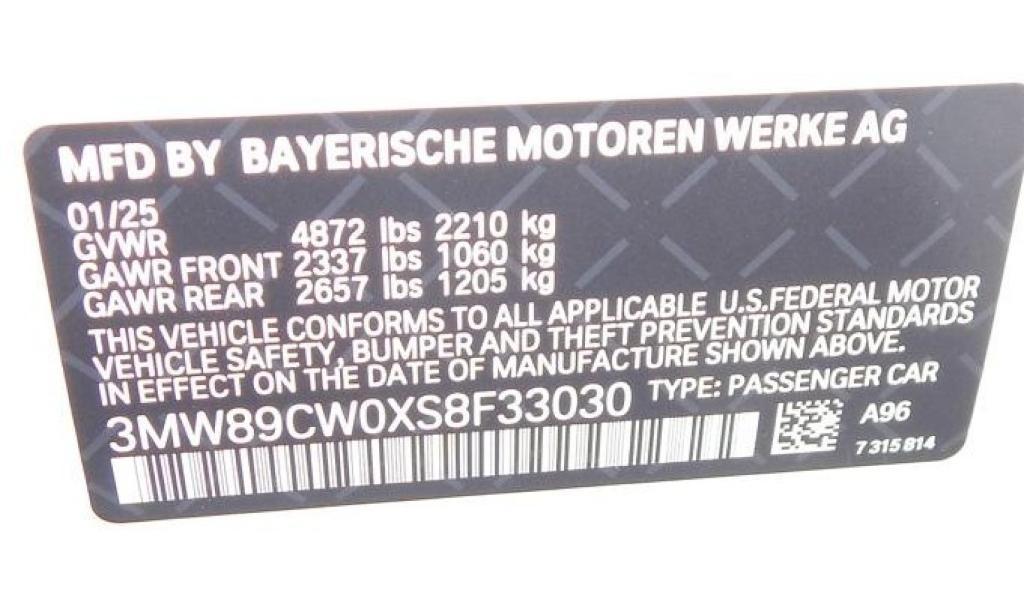 MFD BY BAYERISCHE MOTOREN WERKE AG
01/25
GVWR 4872 lbs 2210 kg
GAWR FRONT 2337 lbs 1060 kg
GAWR REAR 2657 lbs 1205 kg
THIS VEHICLE CONFORMS TO ALL APPLICABLE U.S.FEDERAL MOTOR
VEHICLE SAFETY, BUMPER AND THEFT PREVENTION STANDARDS
IN EFFECT ON THE DATE OF MANUFACTURE SHOWN ABOVE.
3MW89CW0XS8F33030 TYPE: PASSENGER CAR
A96
7 315 814